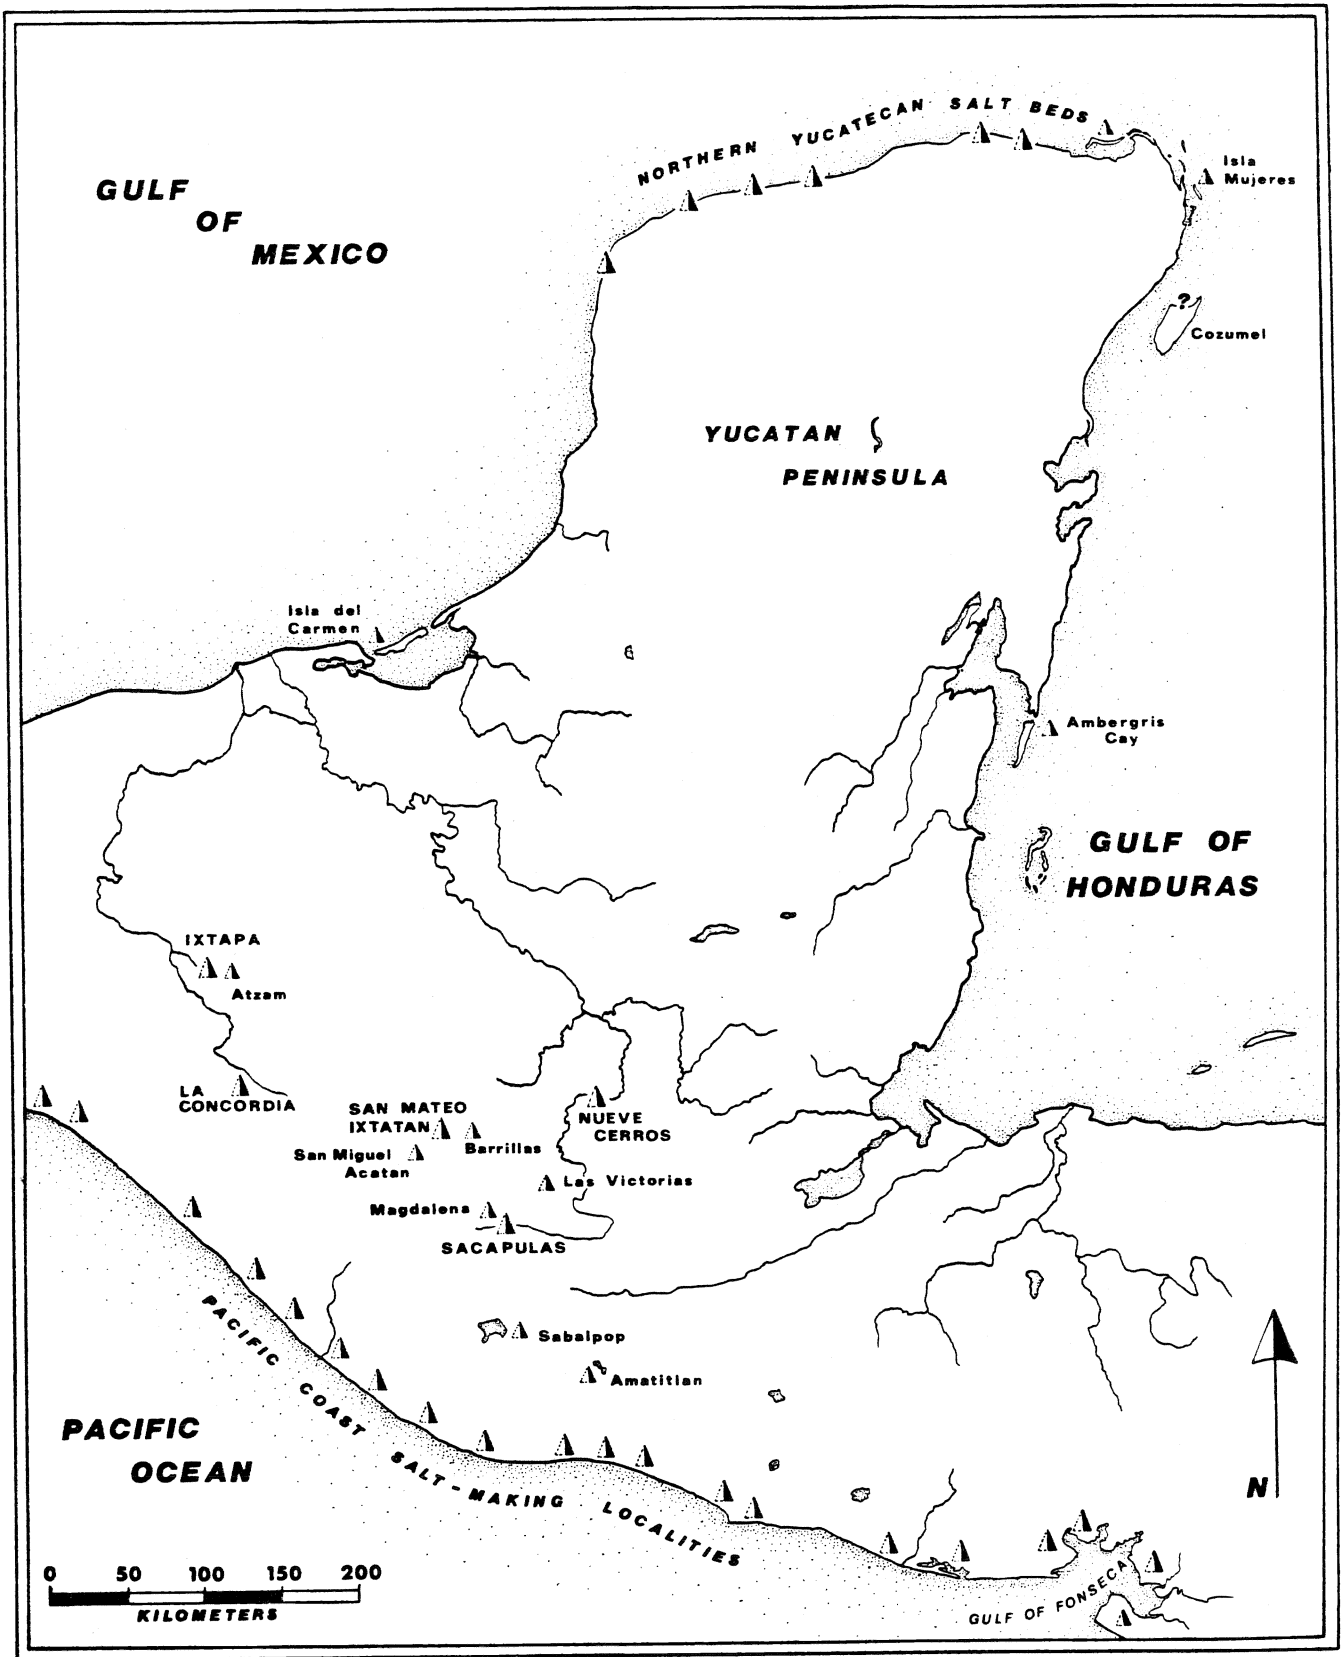 NORTHERN YUCATECAN SALT BEDS
Isla
Mujeres
GULF
OF
MEXICO
?
Cozumel
YUCATAN
PENINSULA
Isla del
Carmen
Ambergris
Cay
GULF OF
HONDURAS
IXTAPA
Atzam
LA
CONCORDIA
SAN MATEO
IXTATAN
Barrillas
San Miguel
Acatan
NUEVE
CERROS
Las Victorias
Magdalena
SACAPULAS
Sabalpop
Amatitlan
PACIFIC COAST SALT-MAKING LOCALITIES
PACIFIC
OCEAN
N
GULF OF FONSECA
0 50 100 150 200
KILOMETERS